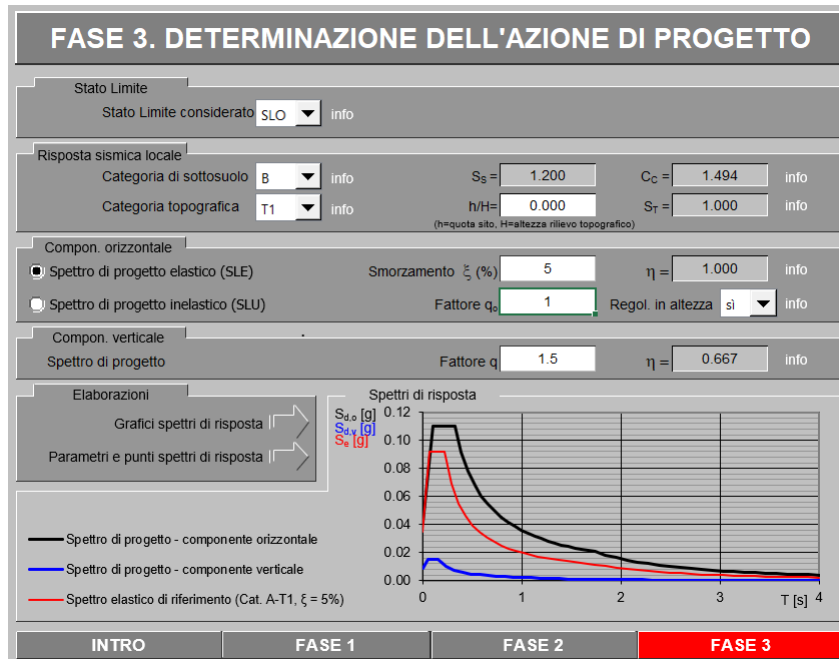 FASE 3. DETERMINAZIONE DELL'AZIONE DI PROGETTO
Stato Limite
Stato Limite considerato SLO info
Risposta sismica locale
Categoria di sottosuolo B info SS = 1.200 CC = 1.494 info
Categoria topografica T1 info h/H= 0.000 ST = 1.000 info
(h=quota sito, H=altezza rilievo topografico)
Compon. orizzontale
Spettro di progetto elastico (SLE) Smorzamento ξ (%) 5 η = 1.000 info
Spettro di progetto inelastico (SLU) Fattore qo 1 Regol. in altezza sì info
Compon. verticale
Spettro di progetto Fattore q 1.5 η = 0.667 info
Elaborazioni
Grafici spettri di risposta
Parametri e punti spettri di risposta
Spettri di risposta
Sd,o [g]
Sd,v [g]
Se [g]
0.12
0.10
0.08
0.06
0.04
0.02
0.00
0 1 2 3 T [s] 4
Spettro di progetto - componente orizzontale
Spettro di progetto - componente verticale
Spettro elastico di riferimento (Cat. A-T1, ξ = 5%)
INTRO FASE 1 FASE 2 FASE 3